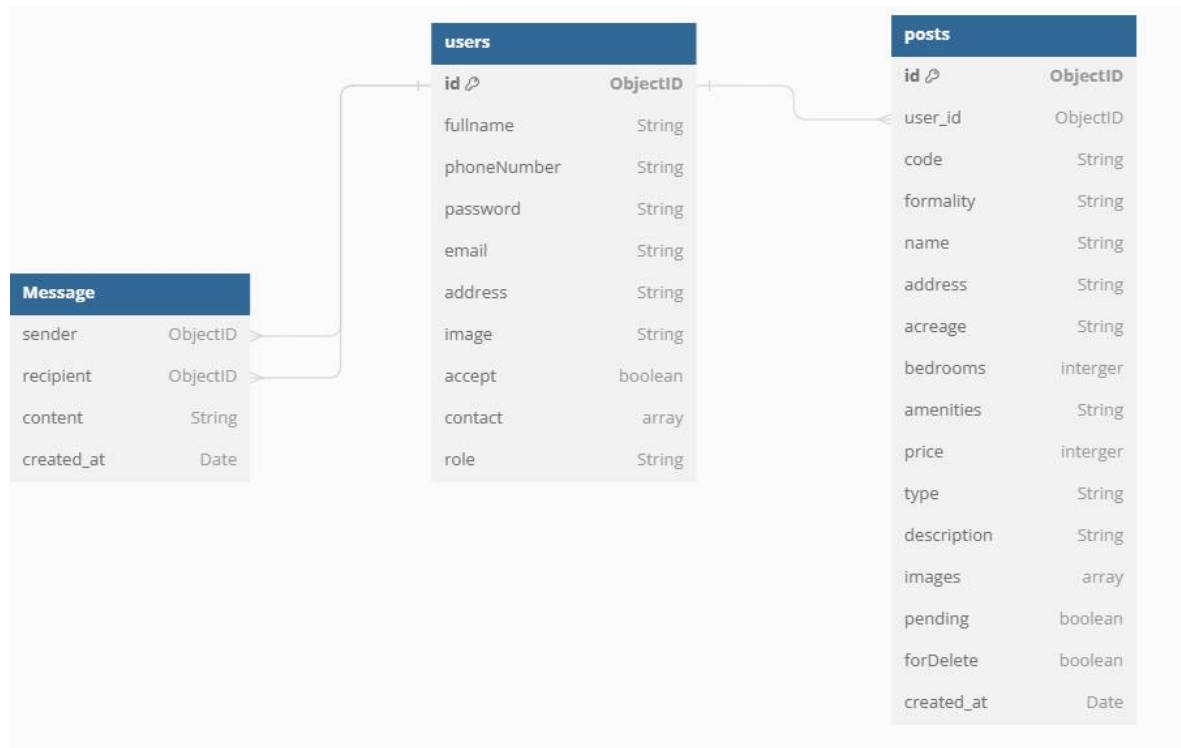 users
id ObjectID
fullname String
phoneNumber String
password String
email String
address String
image String
accept boolean
contact array
role String
posts
id ObjectID
user_id ObjectID
code String
formality String
name String
address String
acreage String
bedrooms interger
amenities String
price interger
type String
description String
images array
pending boolean
forDelete boolean
created_at Date
Message
sender ObjectID
recipient ObjectID
content String
created_at Date